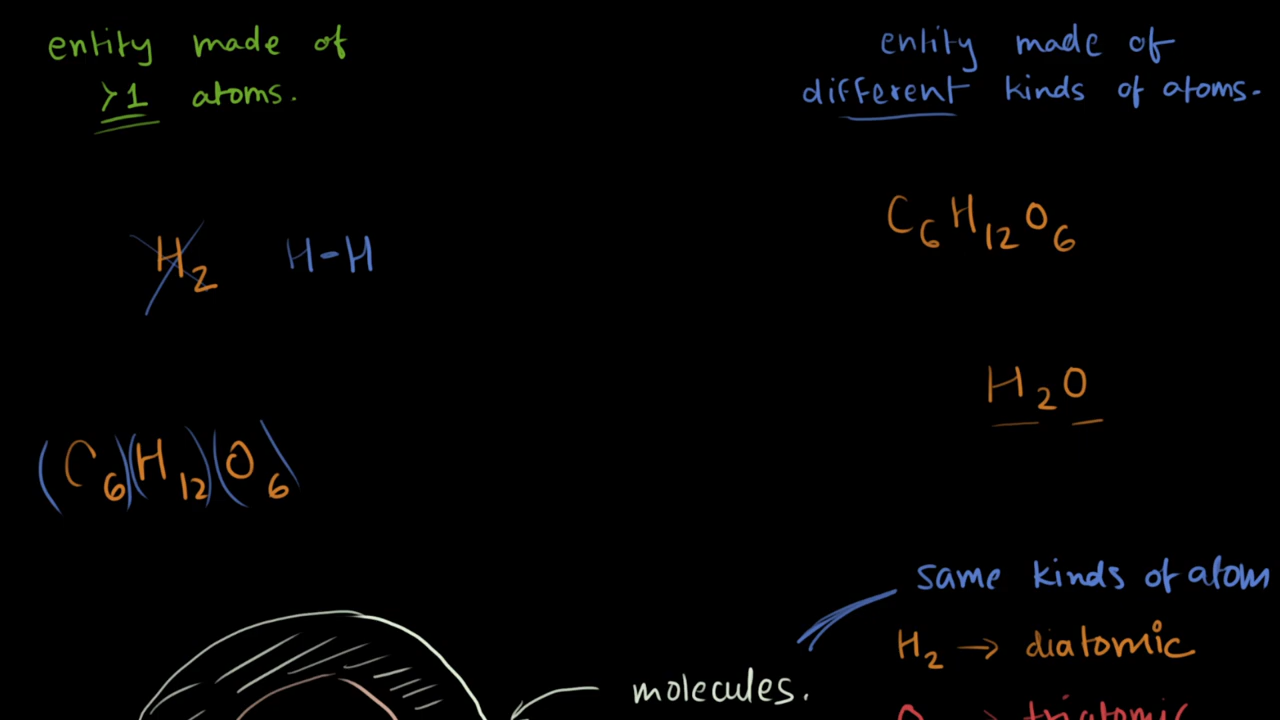 entity made of
>1 atoms.
entity made of
different kinds of atoms.
H2 H-H
C6H12O6
H2O
(C6)(H12)(O6)
same kinds of atom
H2 → diatomic
molecules.
triatomic